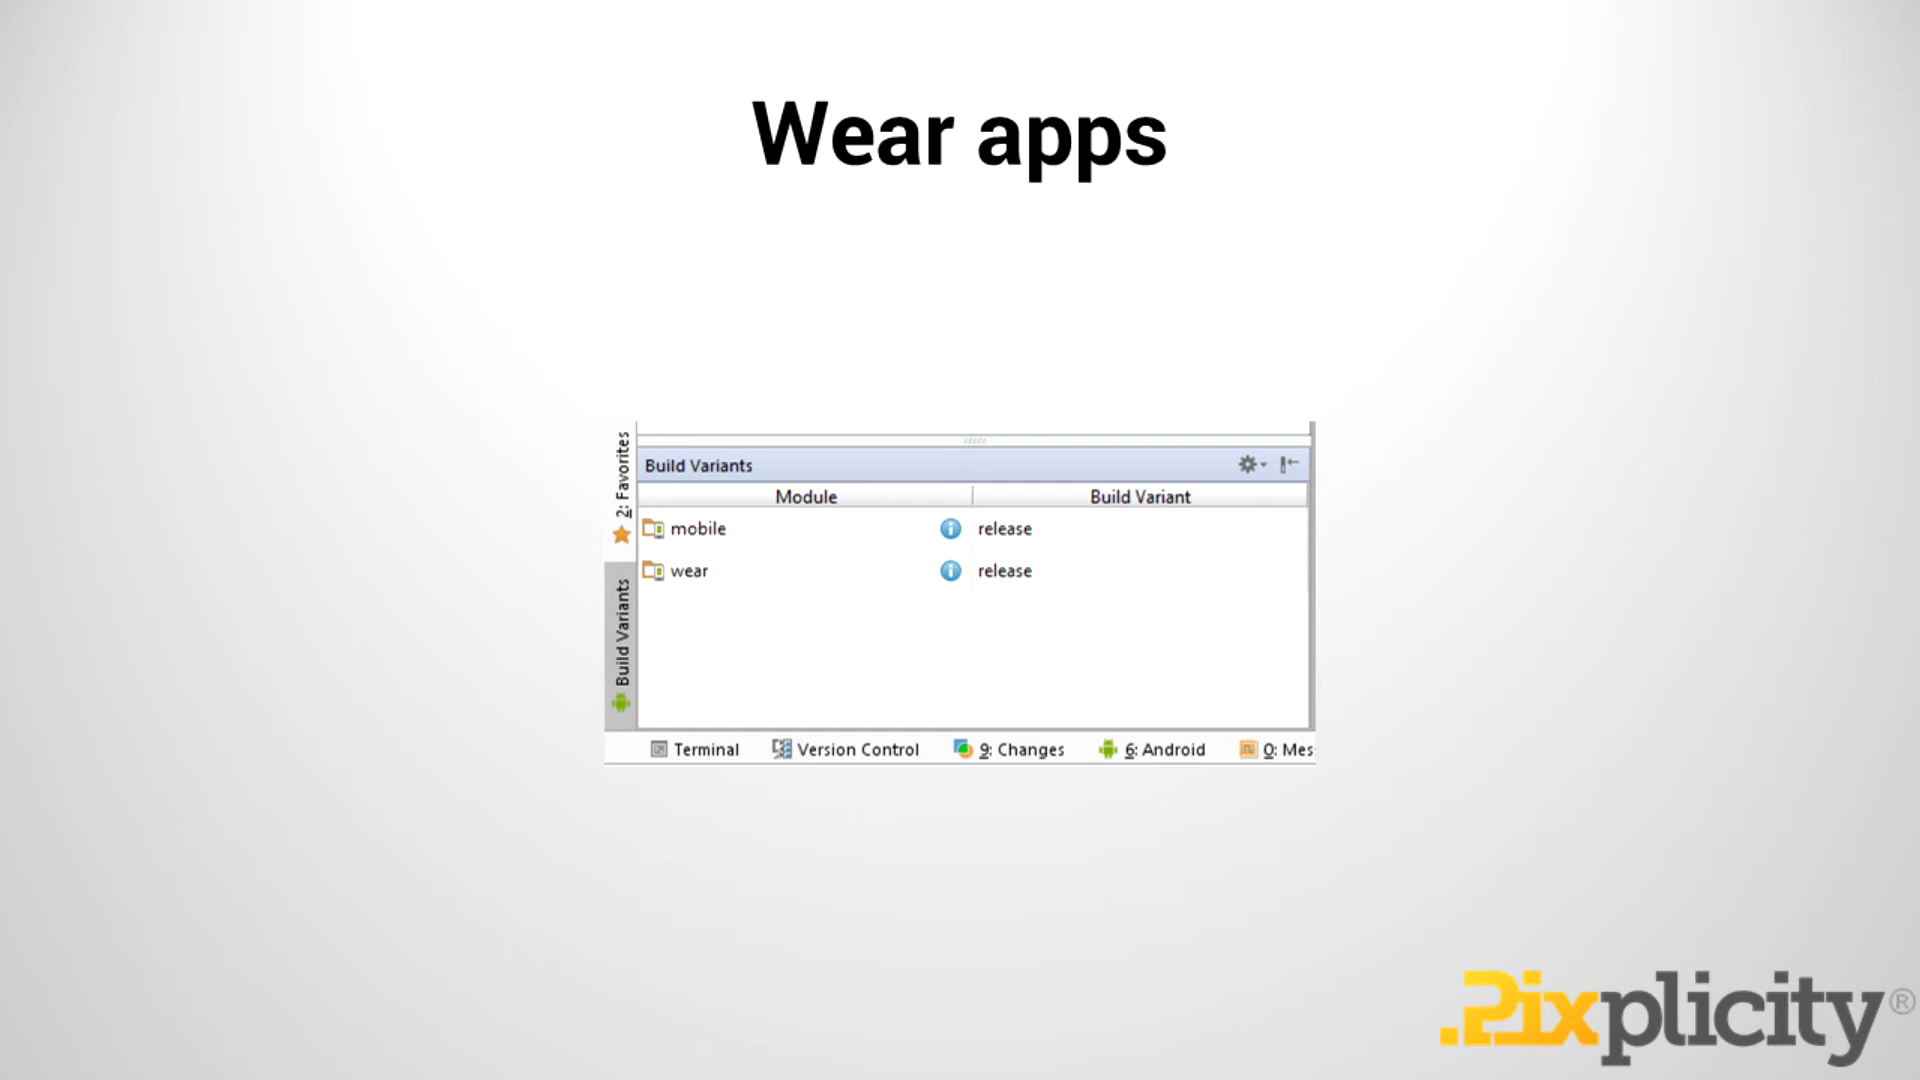 Wear apps
2: Favorites
Build Variants
Build Variants
Module Build Variant
mobile release
wear release
Terminal Version Control 9: Changes 6: Android 0: Mes
.Pixplicity®